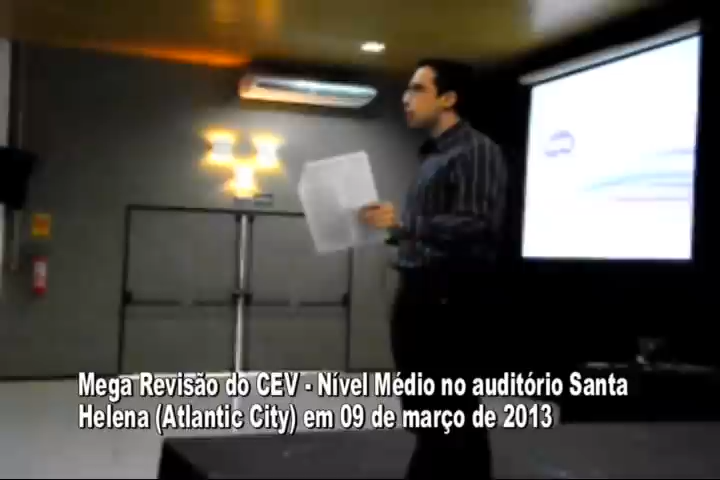 Mega Revisão do CEV - Nível Médio no auditório Santa
Helena (Atlantic City) em 09 de março de 2013